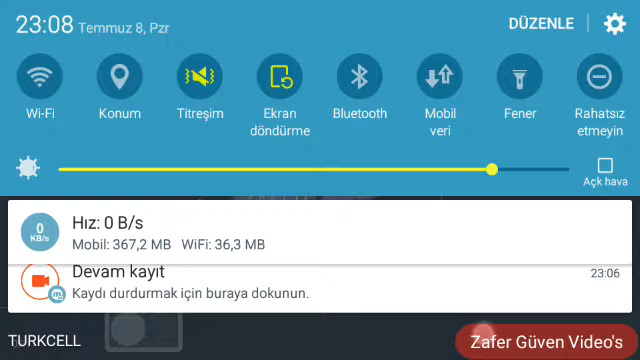 23:08 Temmuz 8, Pzr
DÜZENLE
Wi-Fi
Konum
Titreşim
Ekran
döndürme
Bluetooth
Mobil
veri
Fener
Rahatsız
etmeyin
Açk hava
0
KB/s
Hız: 0 B/s
Mobil: 367,2 MB WiFi: 36,3 MB
Devam kayıt
23:06
Kaydı durdurmak için buraya dokunun.
TURKCELL
Zafer Güven Video's